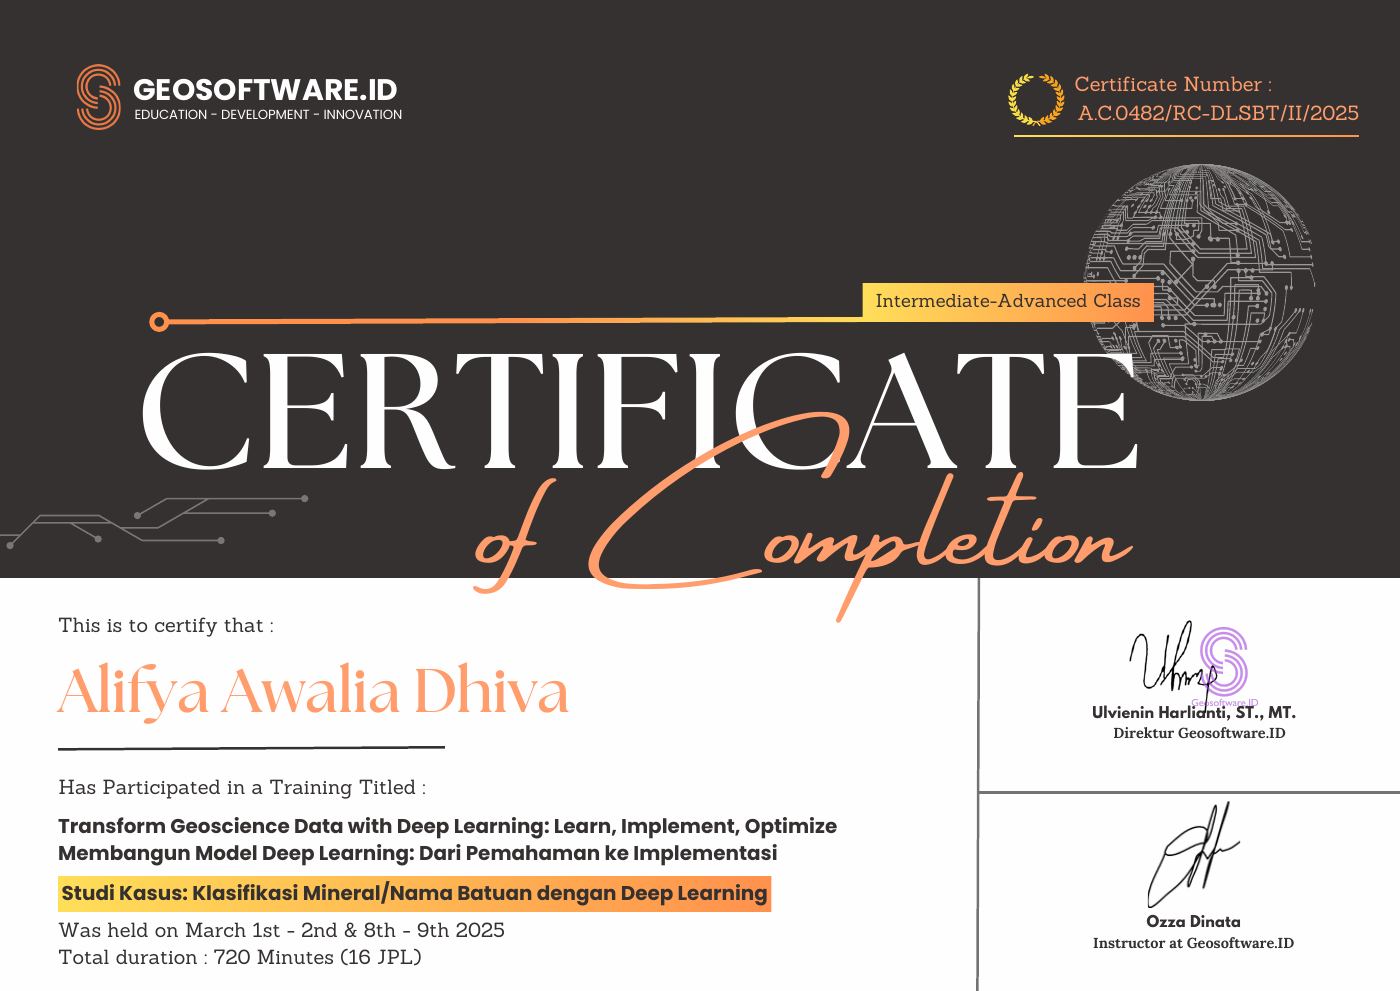 GEOSOFTWARE.ID
EDUCATION - DEVELOPMENT - INNOVATION
Certificate Number :
A.C.0482/RC-DLSBT/II/2025
Intermediate-Advanced Class
CERTIFICATE
of Completion
This is to certify that :
Alifya Awalia Dhiva
Has Participated in a Training Titled :
Transform Geoscience Data with Deep Learning: Learn, Implement, Optimize
Membangun Model Deep Learning: Dari Pemahaman ke Implementasi
Studi Kasus: Klasifikasi Mineral/Nama Batuan dengan Deep Learning
Was held on March 1st - 2nd & 8th - 9th 2025
Total duration : 720 Minutes (16 JPL)
Geosoftware.ID
Ulvienin Harlianti, ST., MT.
Direktur Geosoftware.ID
Ozza Dinata
Instructor at Geosoftware.ID